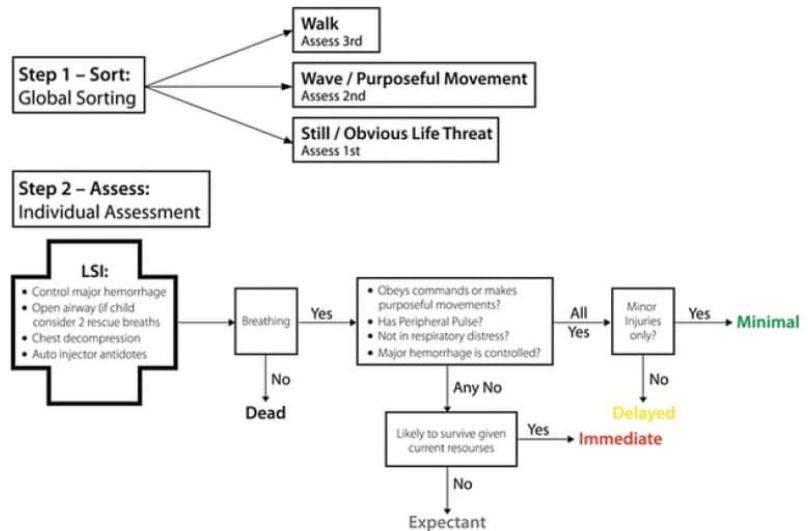 Walk
Assess 3rd
Step 1 – Sort:
Global Sorting
Wave / Purposeful Movement
Assess 2nd
Still / Obvious Life Threat
Assess 1st
Step 2 – Assess:
Individual Assessment
LSI:
• Control major hemorrhage
• Open airway (if child
consider 2 rescue breaths
• Chest decompression
• Auto injector antidotes
Breathing
Yes
No
Dead
• Obeys commands or makes
purposeful movements?
• Has Peripheral Pulse?
• Not in respiratory distress?
• Major hemorrhage is controlled?
All
Yes
Minor
Injuries
only?
Yes
Minimal
No
Delayed
Any No
Likely to survive given
current resourses
Yes
Immediate
No
Expectant